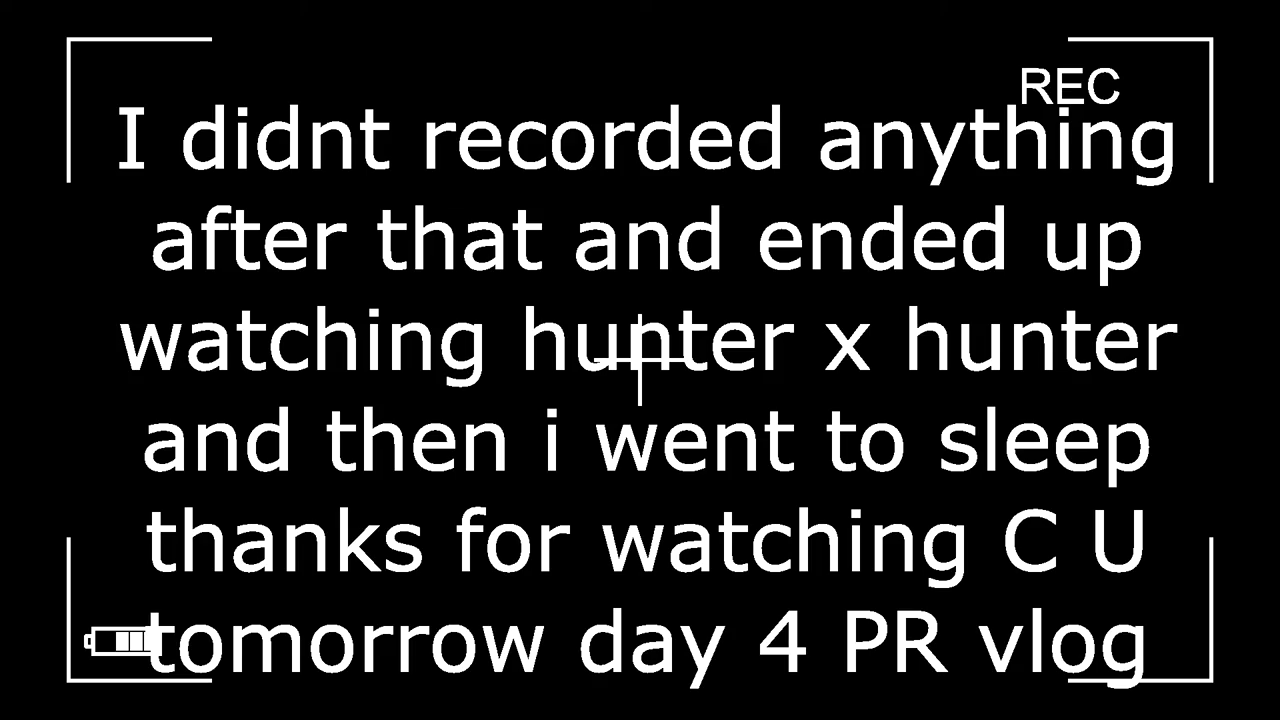 REC
I didnt recorded anything
after that and ended up
watching hunter x hunter
and then i went to sleep
thanks for watching C U
tomorrow day 4 PR vlog